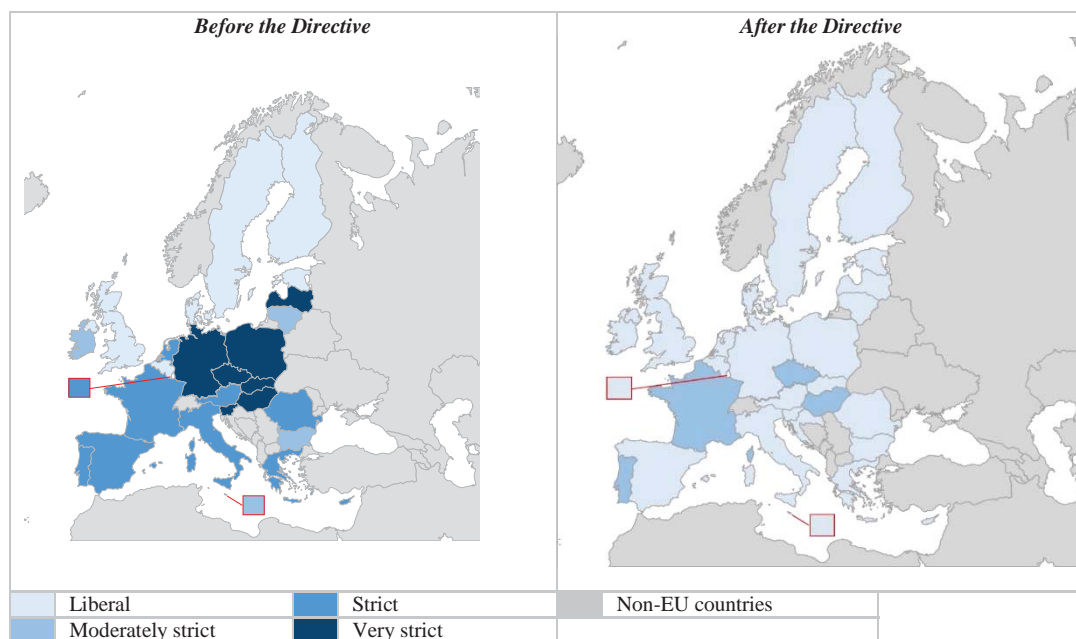 Before the Directive
After the Directive
Liberal
Strict
Non-EU countries
Moderately strict
Very strict